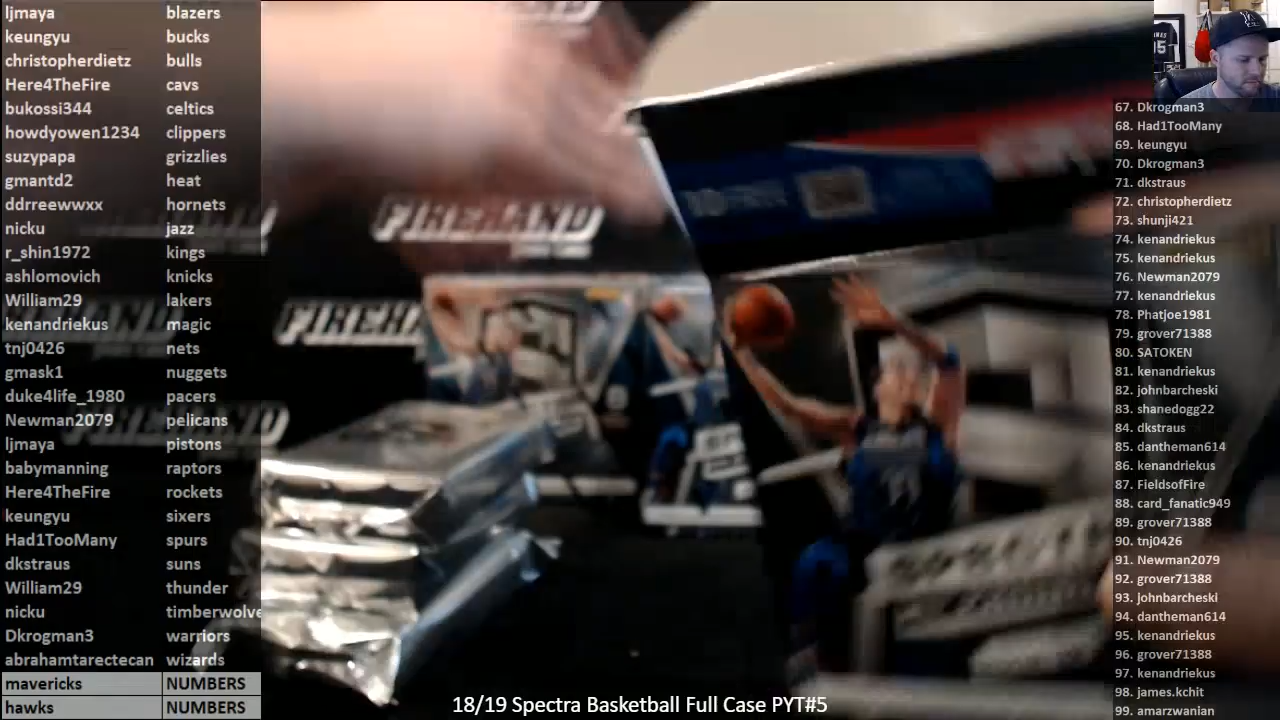 ljmaya blazers
keungyu bucks
christopherdietz bulls
Here4TheFire cavs
bukossi344 celtics
howdyowen1234 clippers
suzypapa grizzlies
gmantd2 heat
ddrreewwxx hornets
nicku jazz
r_shin1972 kings
ashlomovich knicks
William29 lakers
kenandriekus magic
tnj0426 nets
gmask1 nuggets
duke4life_1980 pacers
Newman2079 pelicans
ljmaya pistons
babymanning raptors
Here4TheFire rockets
keungyu sixers
Had1TooMany spurs
dkstraus suns
William29 thunder
nicku timberwolve
Dkrogman3 warriors
abrahamtarectecan wizards
mavericks NUMBERS
hawks NUMBERS
FIREHAND
FIREHA
18/19 Spectra Basketball Full Case PYT#5
67. Dkrogman3
68. Had1TooMany
69. keungyu
70. Dkrogman3
71. dkstraus
72. christopherdietz
73. shunji421
74. kenandriekus
75. kenandriekus
76. Newman2079
77. kenandriekus
78. Phatjoe1981
79. grover71388
80. SATOKEN
81. kenandriekus
82. johnbarcheski
83. shanedogg22
84. dkstraus
85. dantheman614
86. kenandriekus
87. FieldsofFire
88. card_fanatic949
89. grover71388
90. tnj0426
91. Newman2079
92. grover71388
93. johnbarcheski
94. dantheman614
95. kenandriekus
96. grover71388
97. kenandriekus
98. james.kchit
99. amarzwanian